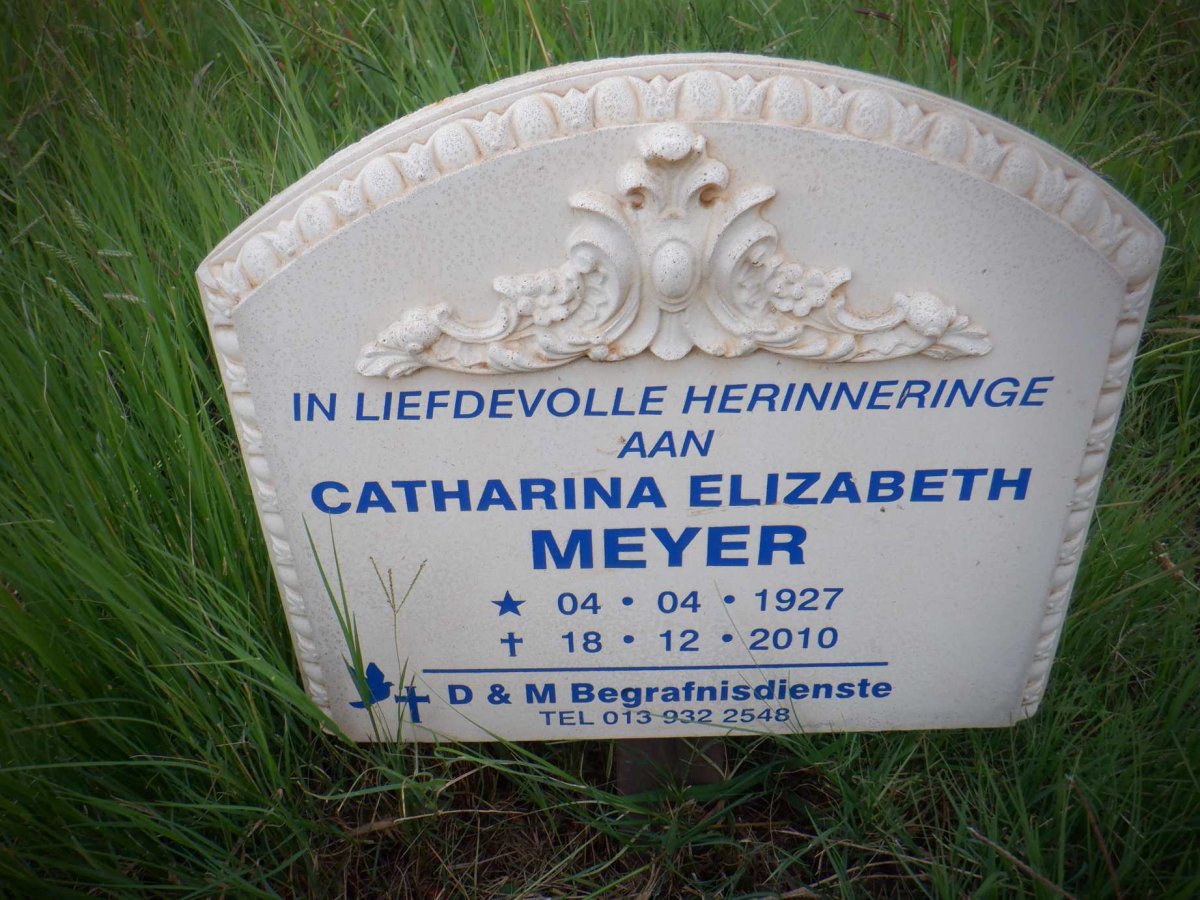 IN LIEFDEVOLLE HERINNERINGE
AAN
CATHARINA ELIZABETH
MEYER
★ 04 • 04 • 1927
✝ 18 • 12 • 2010
D & M Begrafnisdienste
TEL 013 932 2548